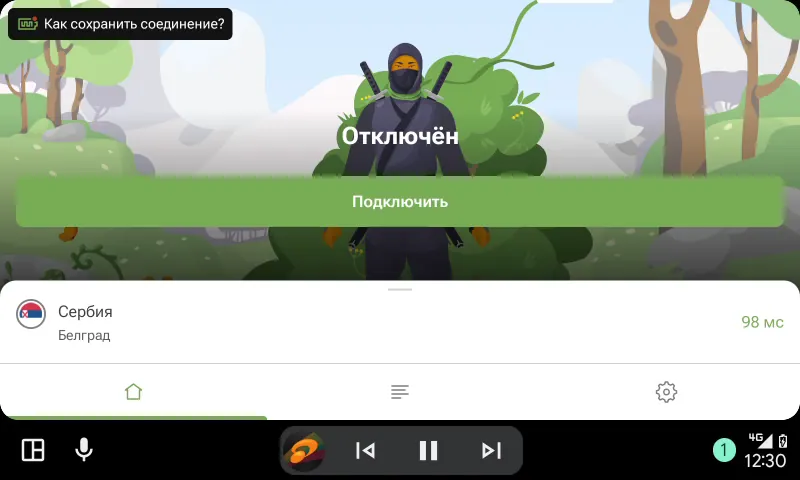 Как сохранить соединение?
Отключён
Подключить
Сербия
Белград
98 мс
1
4G
12:30